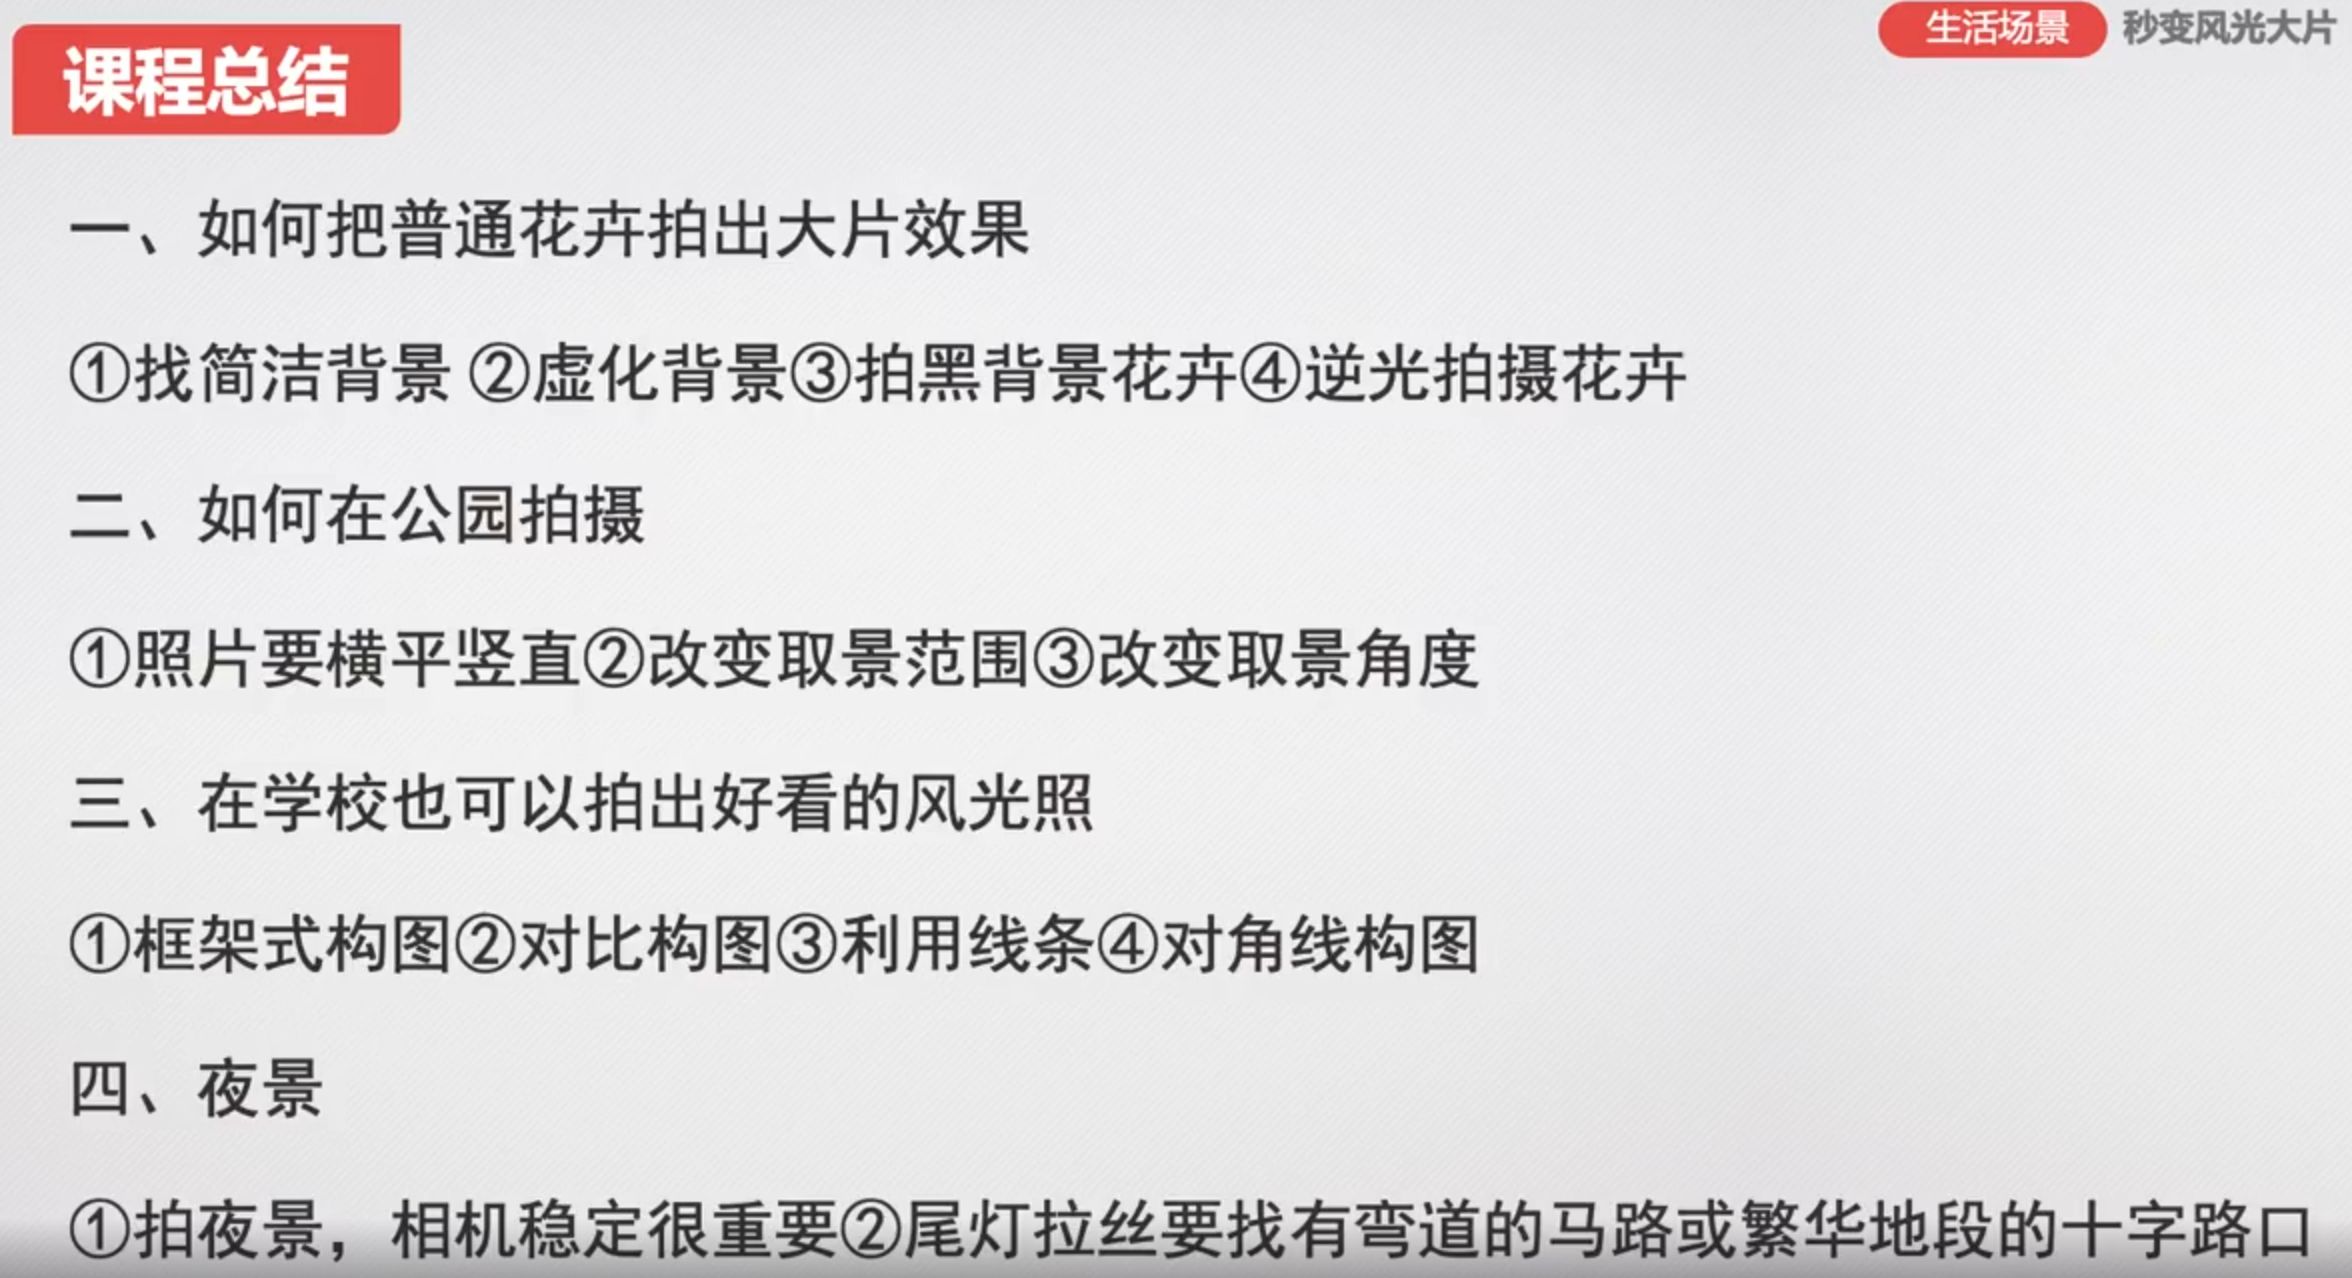 课程总结
生活场景 秒变风光大片
一、如何把普通花卉拍出大片效果
①找简洁背景 ②虚化背景③拍黑背景花卉④逆光拍摄花卉
二、如何在公园拍摄
①照片要横平竖直②改变取景范围③改变取景角度
三、在学校也可以拍出好看的风光照
①框架式构图②对比构图③利用线条④对角线构图
四、夜景
①拍夜景，相机稳定很重要②尾灯拉丝要找有弯道的马路或繁华地段的十字路口